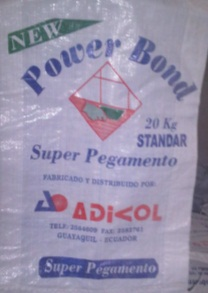 NEW
Power Bond
20 Kg
STANDAR
Super Pegamento
FABRICADO Y DISTRIBUIDO POR:
ADICOL
GUAYAQUIL - ECUADOR
Super Pegamento